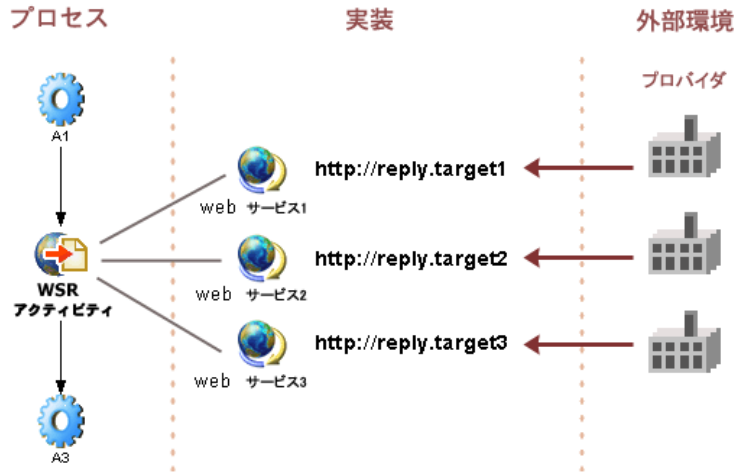 プロセス
実装
外部環境
プロバイダ
A1
http://reply.target1
web サービス1
WSR
アクティビティ
http://reply.target2
web サービス2
http://reply.target3
web サービス3
A3